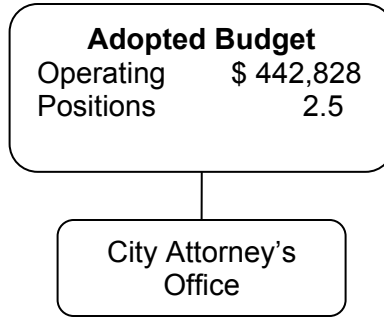 Adopted Budget
Operating $ 442,828
Positions 2.5
City Attorney’s
Office